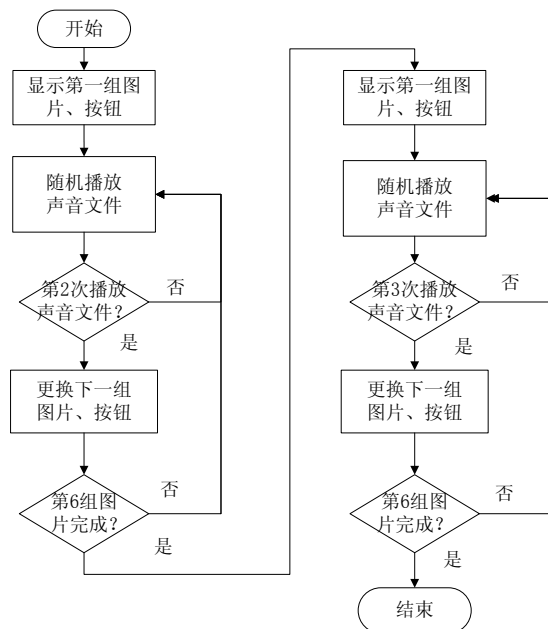 开始
显示第一组图
片、按钮
随机播放
声音文件
第2次播放
声音文件？
否
是
更换下一组
图片、按钮
第6组图
片完成？
否
是
显示第一组图
片、按钮
随机播放
声音文件
第3次播放
声音文件？
否
是
更换下一组
图片、按钮
第6组图
片完成？
否
是
结束